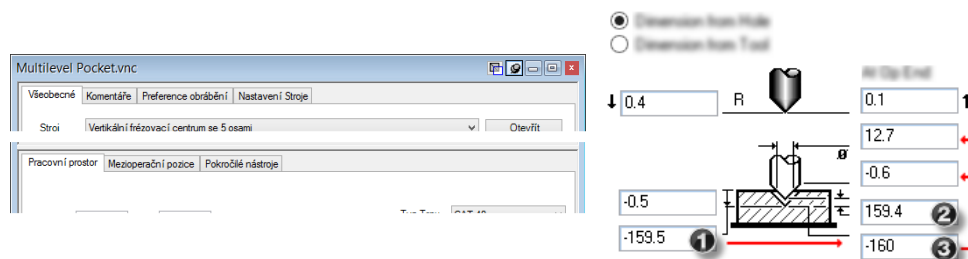 Multilevel Pocket.vnc
Všeobecné Komentáře Preference obrábění Nastavení Stroje
Vertikální frézovací centrum se 5 osami Otevřít
Pracovní prostor Mezioperační pozice Pokročilé nástroje
Dimension from Hole
Dimension from Tool
At Op End
0.4 R 0.1
12.7
Ø
-0.6
-0.5
159.4 2
-159.5 1
-160 3